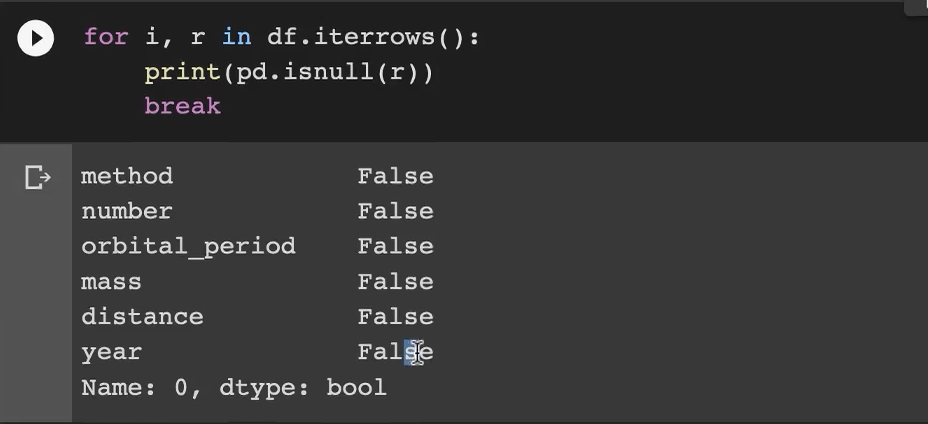 for i, r in df.iterrows():
    print(pd.isnull(r))
    break
method            False
number            False
orbital_period    False
mass              False
distance          False
year              False
Name: 0, dtype: bool